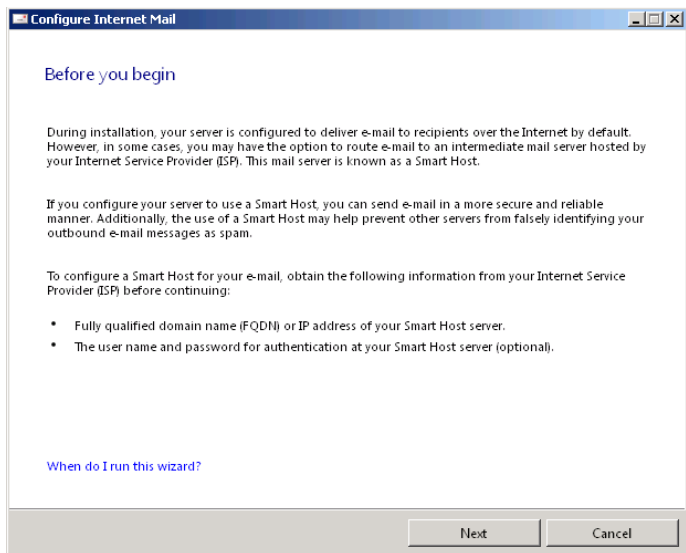 Configure Internet Mail
Before you begin
During installation, your server is configured to deliver e-mail to recipients over the Internet by default.
However, in some cases, you may have the option to route e-mail to an intermediate mail server hosted by
your Internet Service Provider (ISP). This mail server is known as a Smart Host.
If you configure your server to use a Smart Host, you can send e-mail in a more secure and reliable
manner. Additionally, the use of a Smart Host may help prevent other servers from falsely identifying your
outbound e-mail messages as spam.
To configure a Smart Host for your e-mail, obtain the following information from your Internet Service
Provider (ISP) before continuing:
• Fully qualified domain name (FQDN) or IP address of your Smart Host server.
• The user name and password for authentication at your Smart Host server (optional).
When do I run this wizard?
Next Cancel